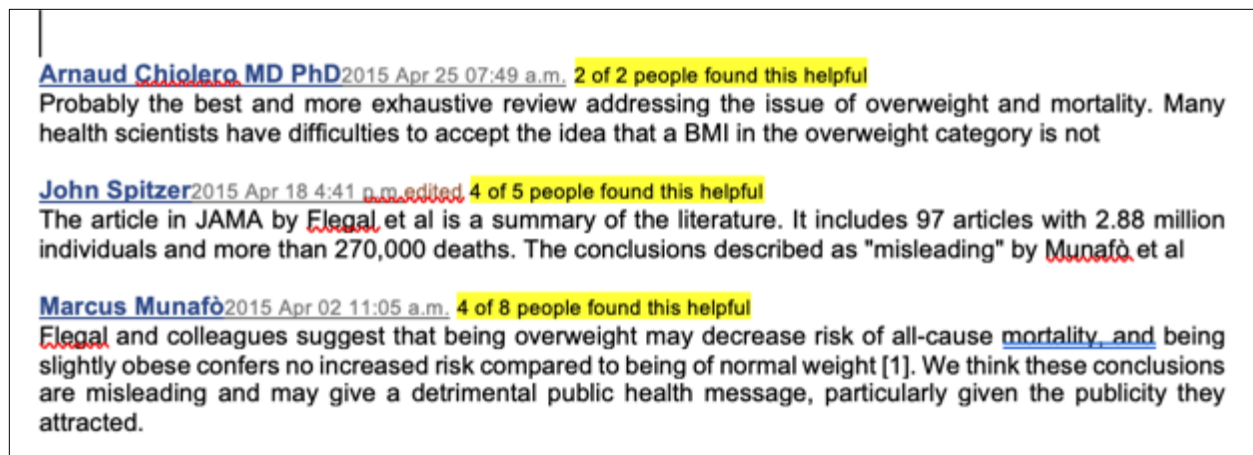 Arnaud Chiolero MD PhD2015 Apr 25 07:49 a.m. 2 of 2 people found this helpful
Probably the best and more exhaustive review addressing the issue of overweight and mortality. Many
health scientists have difficulties to accept the idea that a BMI in the overweight category is not
John Spitzer2015 Apr 18 4:41 p.m.edited 4 of 5 people found this helpful
The article in JAMA by Flegal et al is a summary of the literature. It includes 97 articles with 2.88 million
individuals and more than 270,000 deaths. The conclusions described as "misleading" by Munafò et al
Marcus Munafò2015 Apr 02 11:05 a.m. 4 of 8 people found this helpful
Flegal and colleagues suggest that being overweight may decrease risk of all-cause mortality, and being
slightly obese confers no increased risk compared to being of normal weight [1]. We think these conclusions
are misleading and may give a detrimental public health message, particularly given the publicity they
attracted.